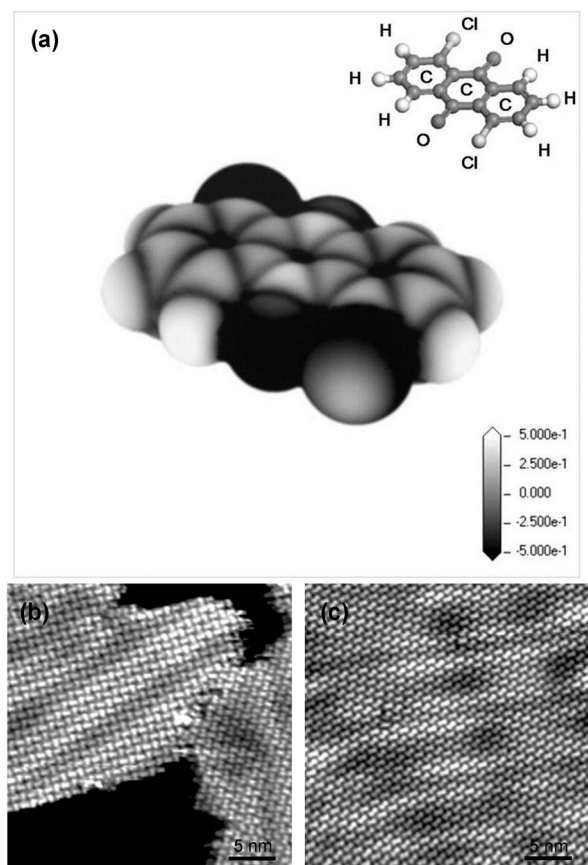 (a)
Cl
H
O
H
C
H
C
H
C
H
O
H
Cl
5.000e-1
2.500e-1
0.000
-2.500e-1
-5.000e-1
(b)
(c)
5 nm
5 nm